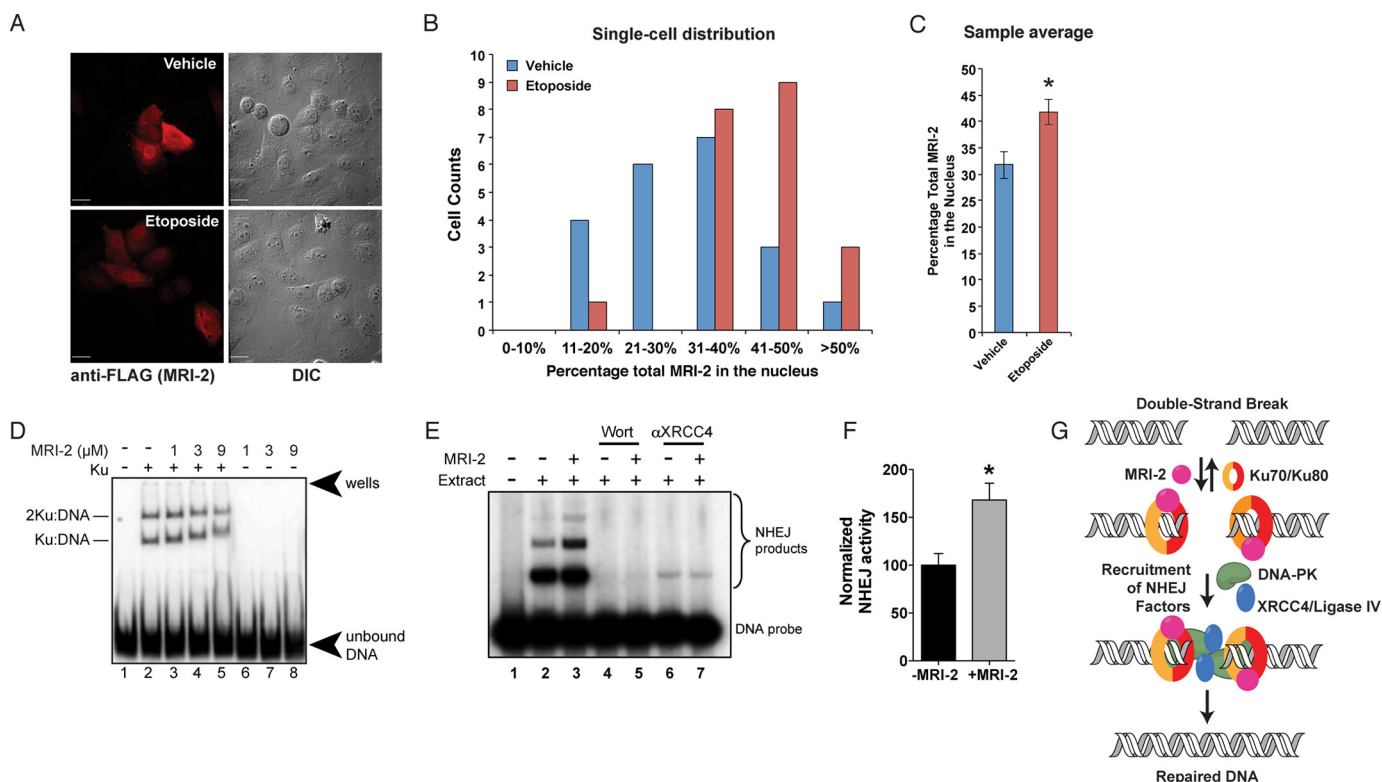 A
Vehicle
Etoposide
anti-FLAG (MRI-2)
DIC
B
Single-cell distribution
Vehicle
Etoposide
Cell Counts
10
9
8
7
6
5
4
3
2
1
0
0-10% 11-20% 21-30% 31-40% 41-50% >50%
Percentage total MRI-2 in the nucleus
C
Sample average
Percentage Total MRI-2
in the Nucleus
50
45
40
35
30
25
20
15
10
5
0
*
Vehicle
Etoposide
D
MRI-2 (µM) - - 1 3 9 1 3 9
Ku - + + + + - - -
wells
2Ku:DNA
Ku:DNA
unbound
DNA
1 2 3 4 5 6 7 8
E
Wort αXRCC4
MRI-2 - - + - + - +
Extract - + + + + + +
NHEJ
products
DNA probe
1 2 3 4 5 6 7
F
Normalized
NHEJ activity
200
150
100
50
0
*
-MRI-2 +MRI-2
G
Double-Strand Break
MRI-2
Ku70/Ku80
Recruitment
of NHEJ
Factors
DNA-PK
XRCC4/Ligase IV
Repaired DNA